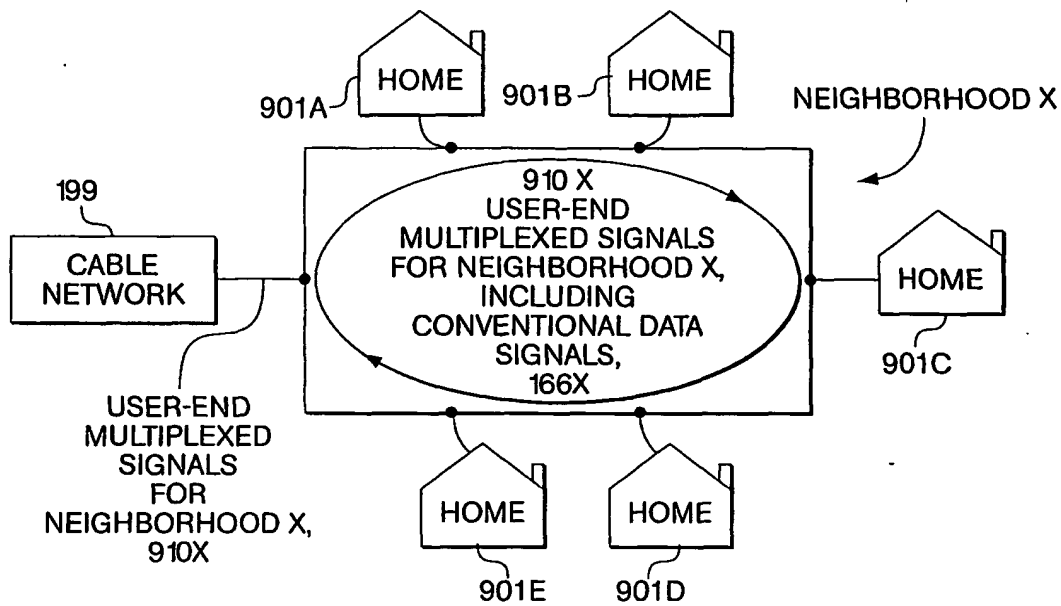 HOME
901A
HOME
901B
NEIGHBORHOOD X
199
CABLE
NETWORK
910 X
USER-END
MULTIPLEXED SIGNALS
FOR NEIGHBORHOOD X,
INCLUDING
CONVENTIONAL DATA
SIGNALS,
166X
HOME
901C
USER-END
MULTIPLEXED
SIGNALS
FOR
NEIGHBORHOOD X,
910X
HOME
901E
HOME
901D